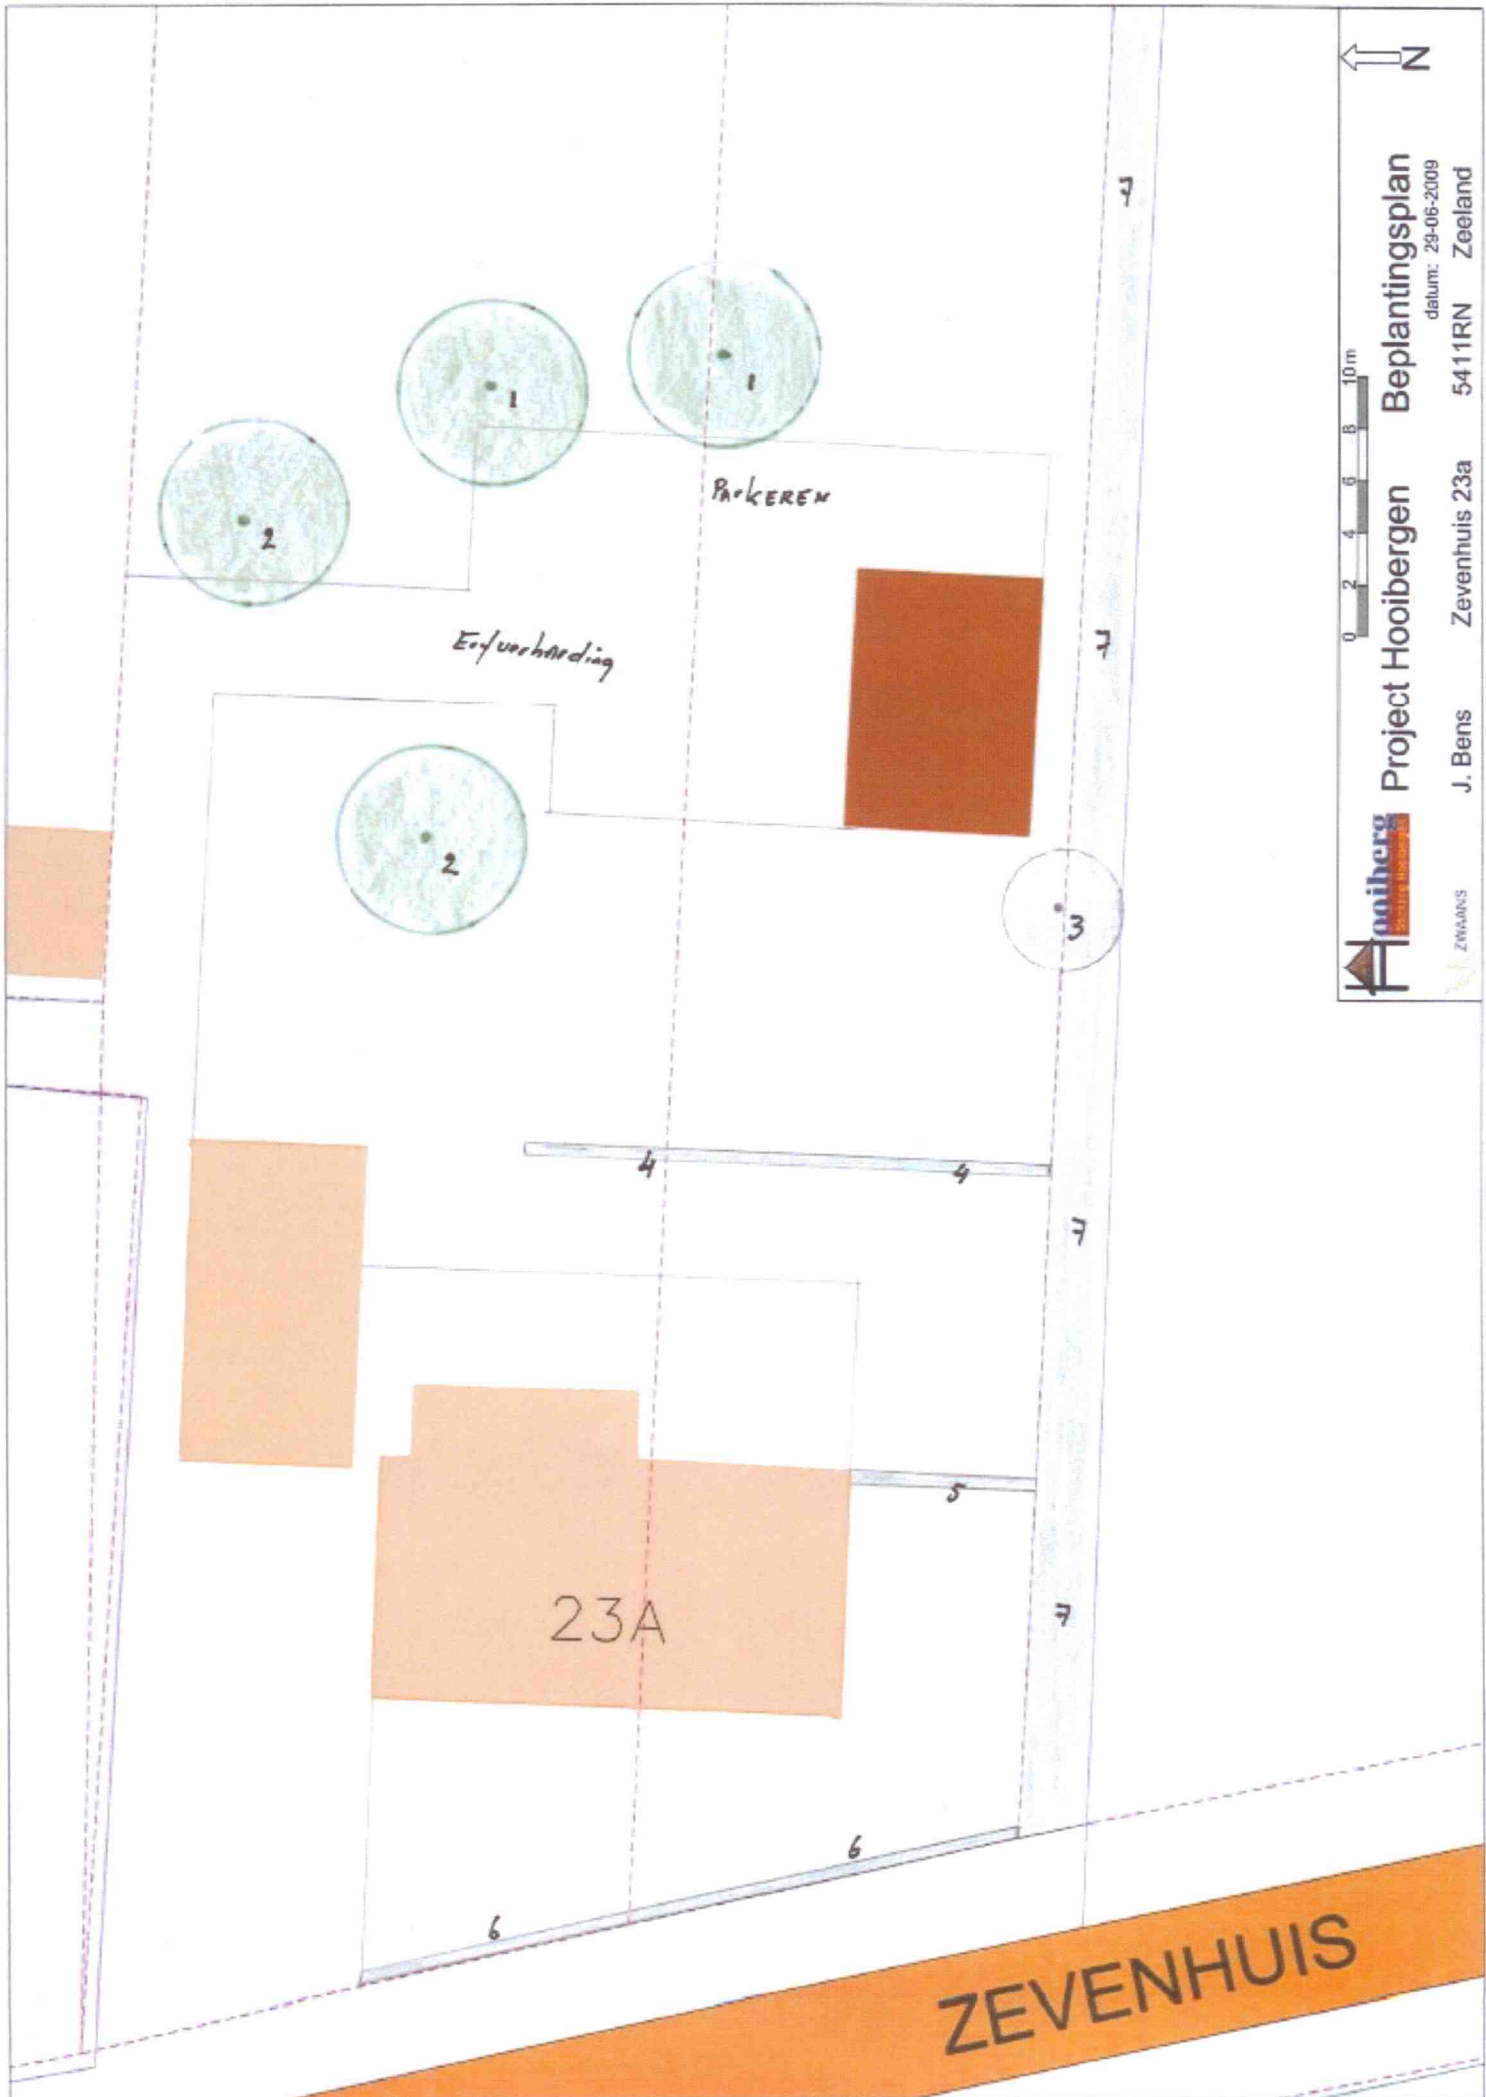 2
1
1
PARKEREN
Erfverharding
2
3
4 4
5
23A
6 6
7
7
7
7
ZEVENHUIS
N
0 2 4 6 8 10m
Hooiberg
Project Hooibergen Beplantingsplan
datum: 29-06-2009
ZWAANS
J. Bens Zevenhuis 23a 5411RN Zeeland